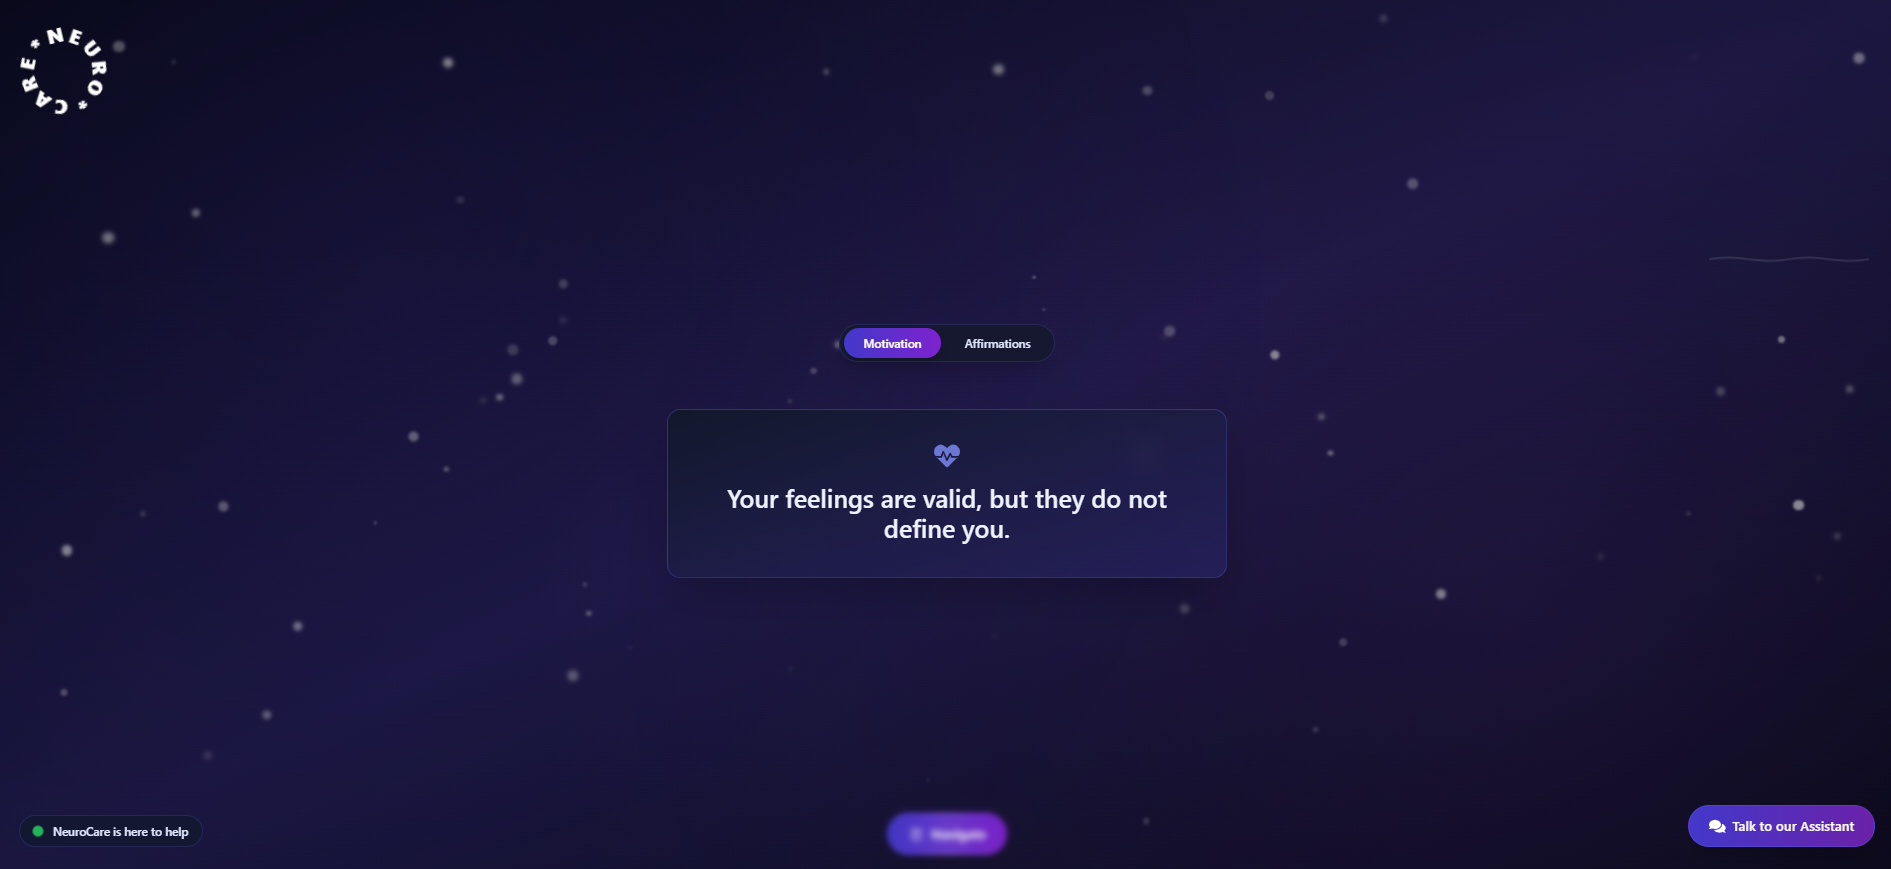 *NEURO*CARE
Motivation
Affirmations
Your feelings are valid, but they do not
define you.
NeuroCare is here to help
Navigate
Talk to our Assistant